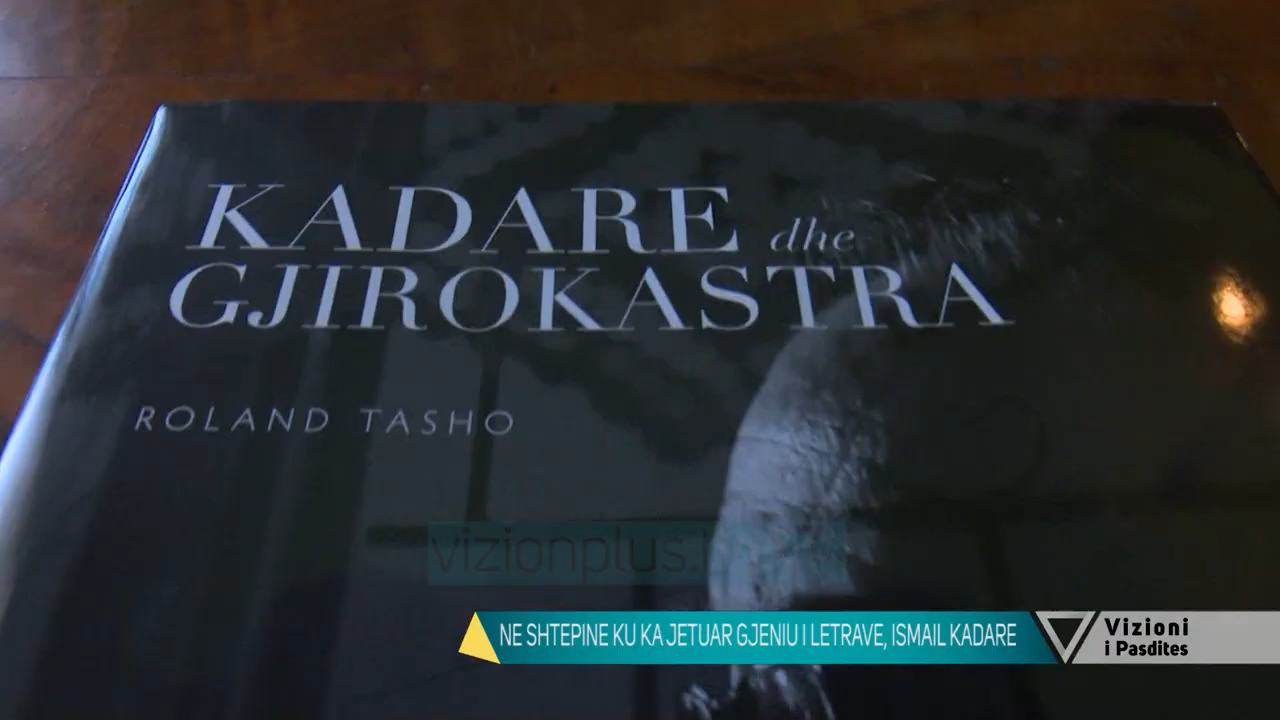 KADARE dhe
GJIROKASTRA
ROLAND TASHO
NE SHTEPINE KU KA JETUAR GJENIU I LETRAVE, ISMAIL KADARE
Vizioni
i Pasdites
vizionplus